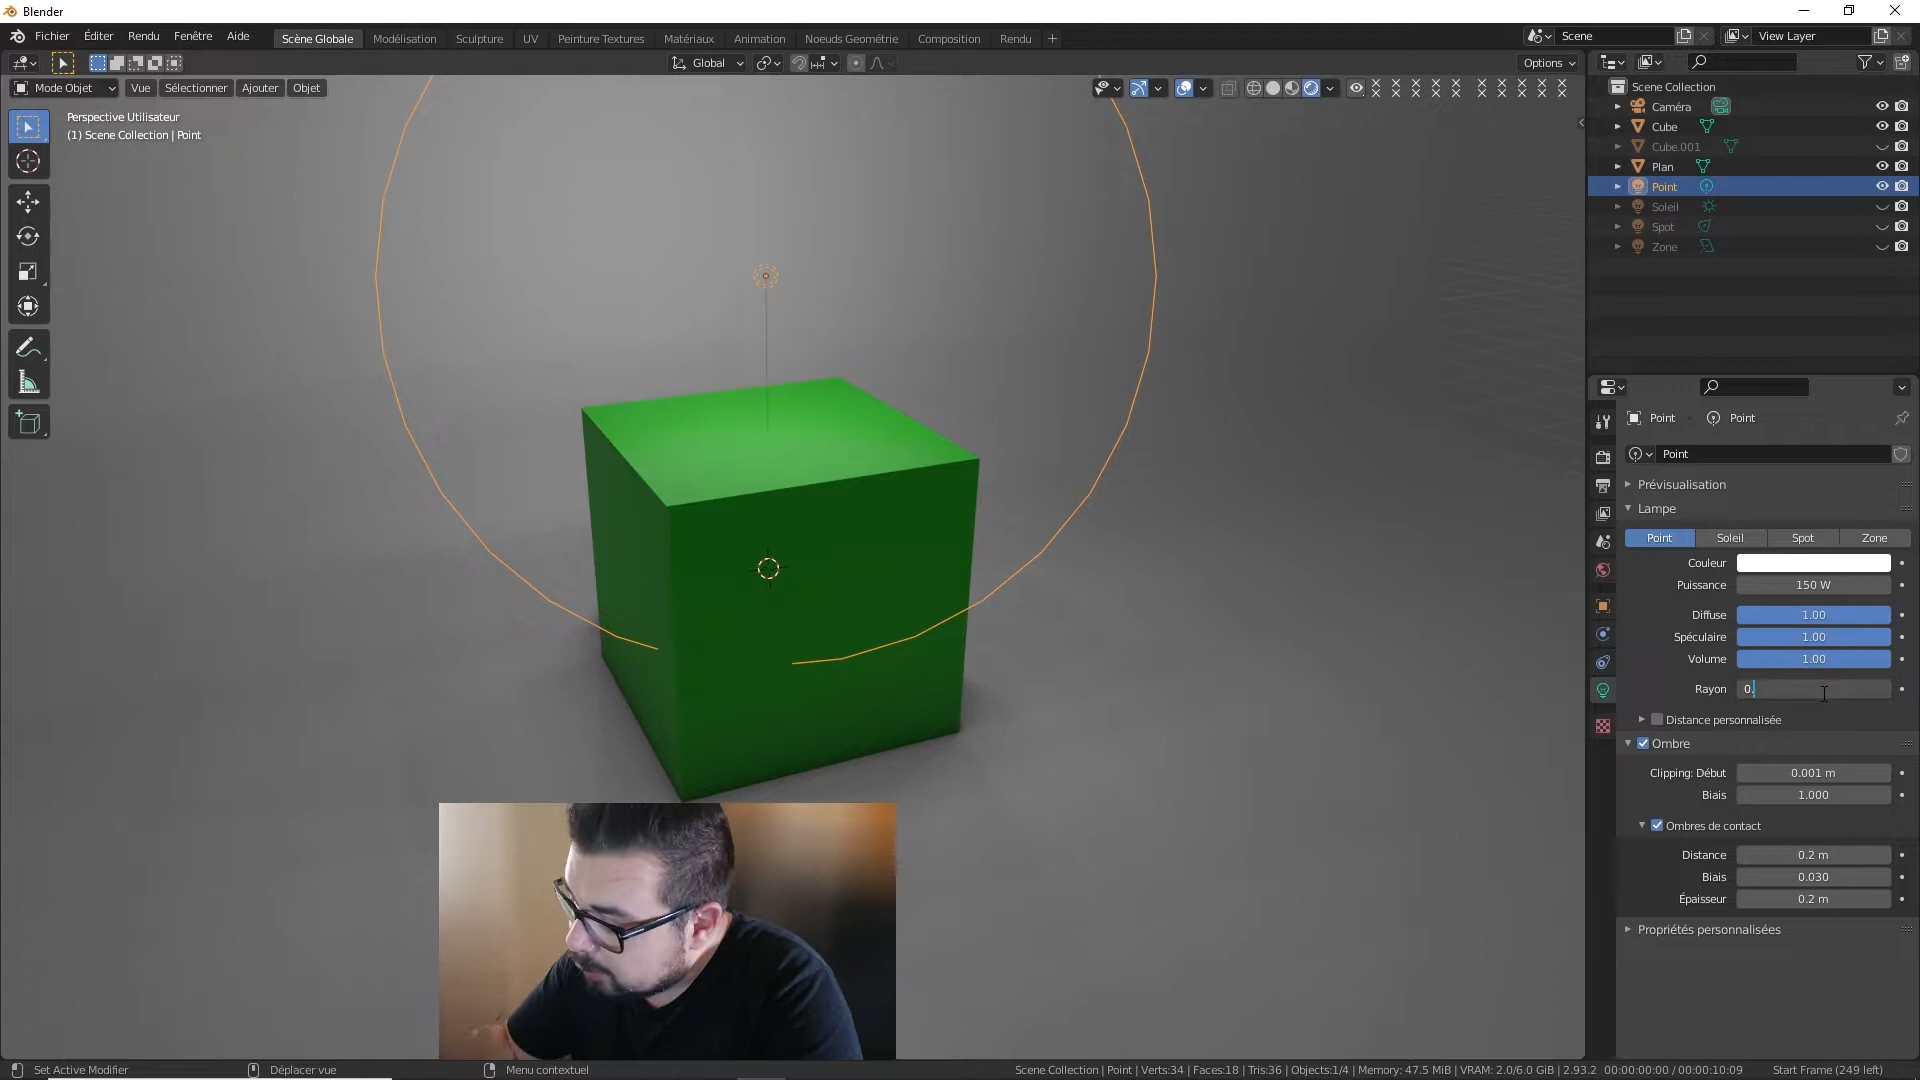 Blender
Fichier Éditer Rendu Fenêtre Aide Scène Globale Modélisation Sculpture UV Peinture Textures Matériaux Animation Noeuds Geométrie Composition Rendu + Scene View Layer
Global Options
Mode Objet Vue Sélectionner Ajouter Objet
Perspective Utilisateur
(1) Scene Collection | Point
Scene Collection
Caméra
Cube
Cube.001
Plan
Point
Soleil
Spot
Zone
Point Point
Point
Prévisualisation
Lampe
Point Soleil Spot Zone
Couleur
Puissance 150 W
Diffuse 1.00
Spéculaire 1.00
Volume 1.00
Rayon 0.
Distance personnalisée
Ombre
Clipping: Début 0.001 m
Biais 1.000
Ombres de contact
Distance 0.2 m
Biais 0.030
Épaisseur 0.2 m
Propriétés personnalisées
Set Active Modifier Déplacer vue Menu contextuel Scene Collection | Point | Verts:34 | Faces:18 | Tris:36 | Objects:1/4 | Memory: 47.5 MiB | VRAM: 2.0/6.0 GiB | 2.93.2 00:00:00:00 / 00:00:10:09 Start Frame (249 left)